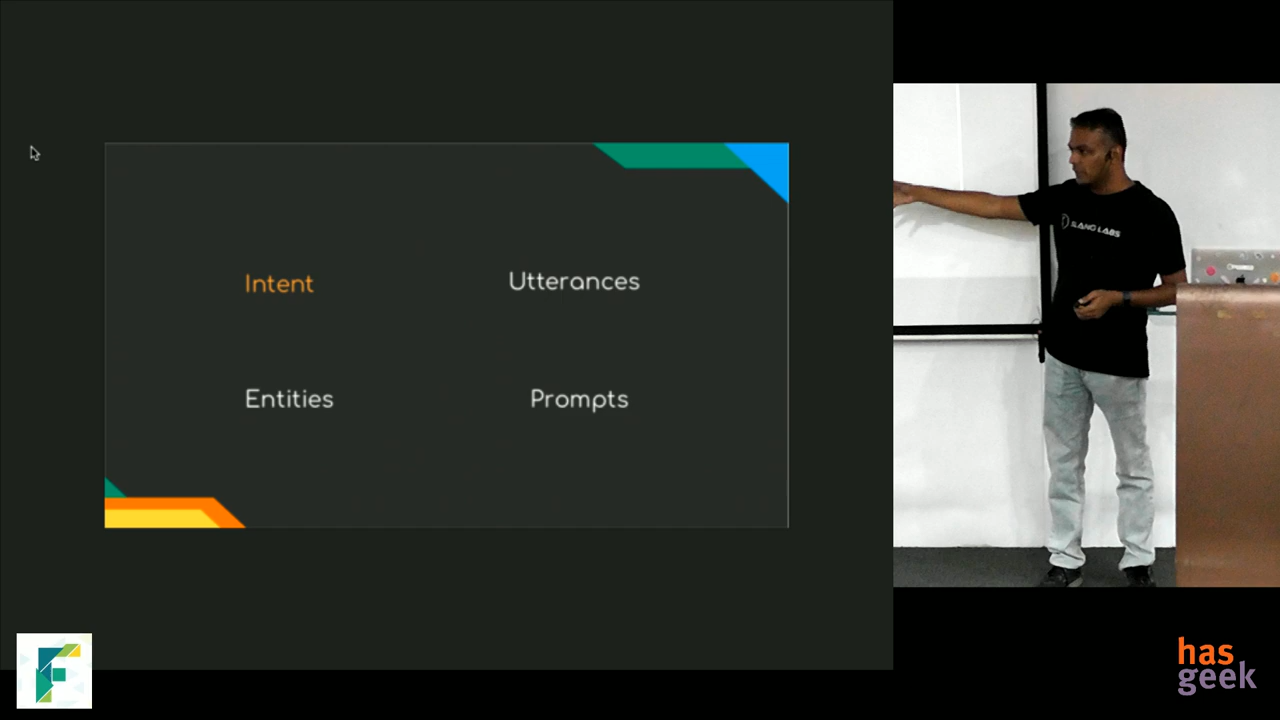 Intent
Utterances
Entities
Prompts
SLANG LABS
has
geek